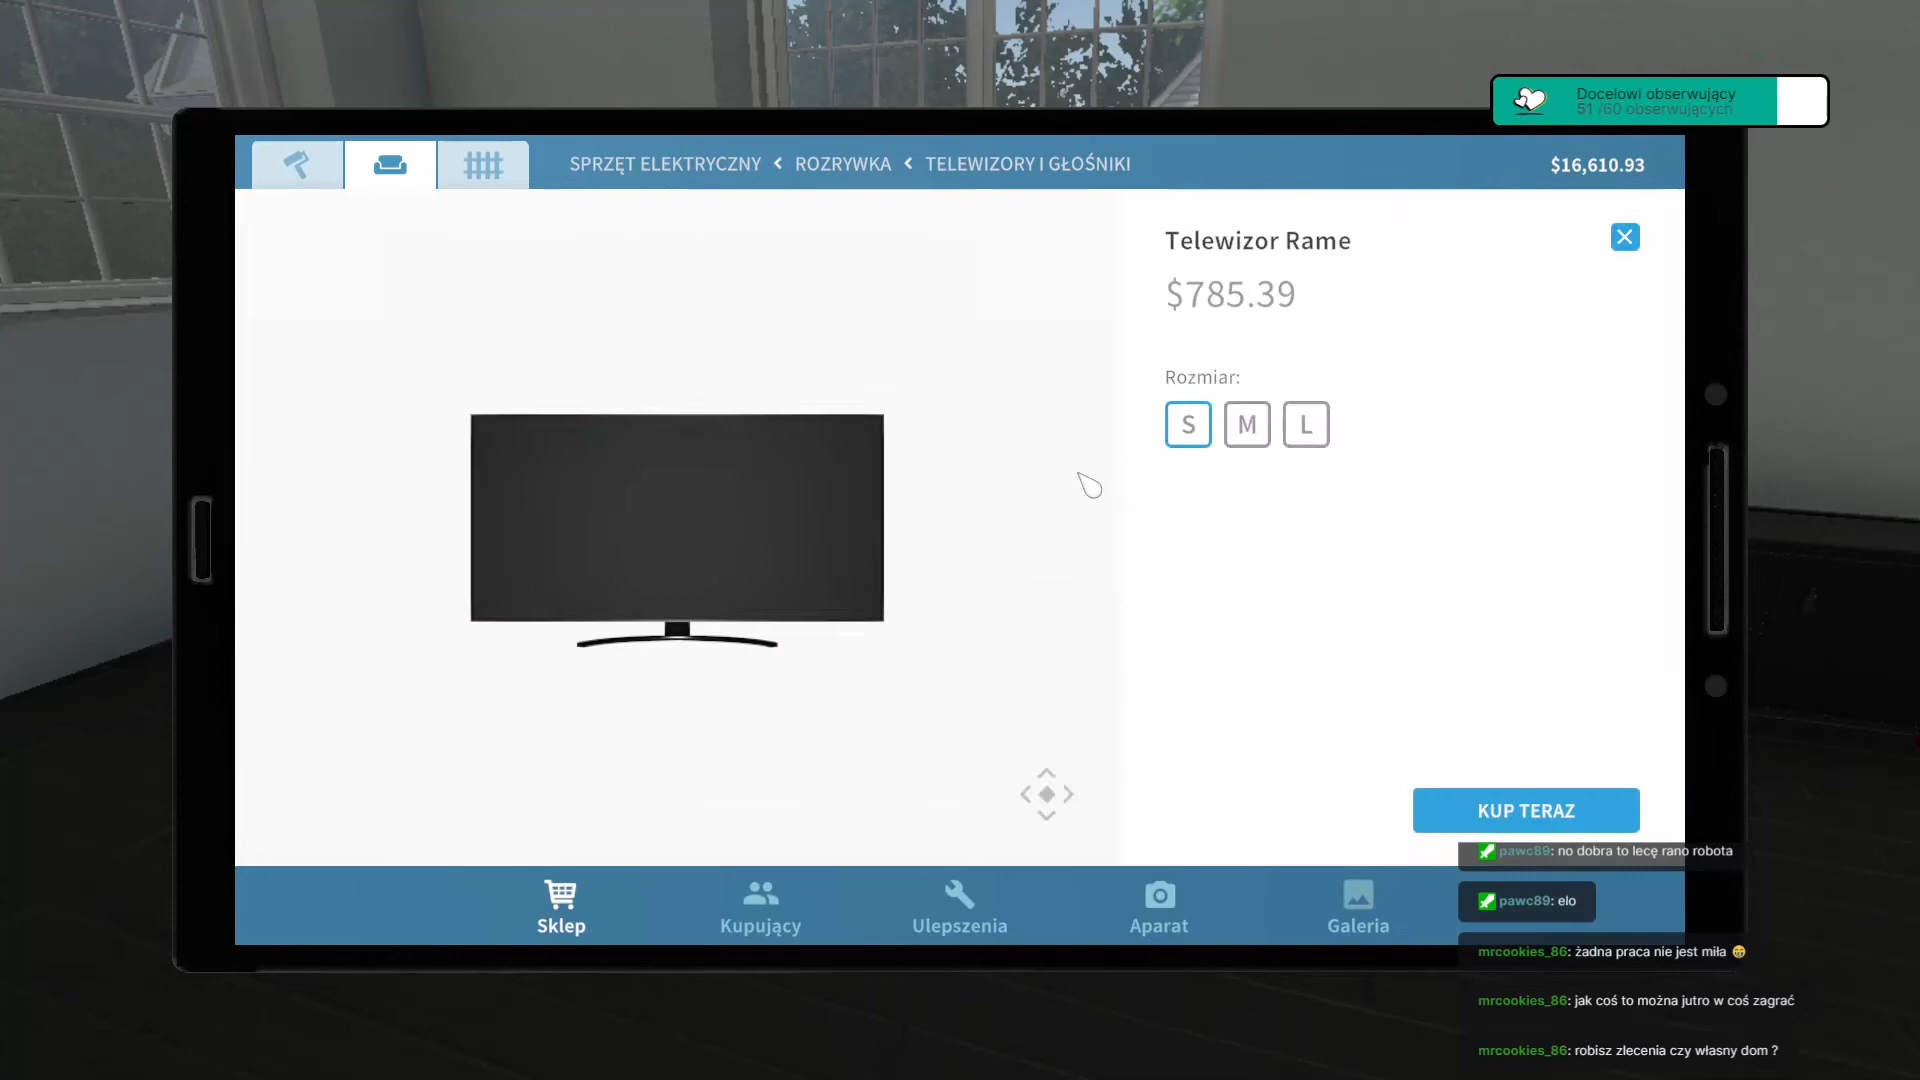 Docelowi obserwujący
51 /60 obserwujących
SPRZĘT ELEKTRYCZNY < ROZRYWKA < TELEWIZORY I GŁOŚNIKI
$16,610.93
Telewizor Rame
$785.39
Rozmiar:
S M L
KUP TERAZ
Sklep
Kupujący
Ulepszenia
Aparat
Galeria
pawc89: no dobra to lecę rano robota
pawc89: elo
mrcookies_86: żadna praca nie jest miła 😁
mrcookies_86: jak coś to można jutro w coś zagrać
mrcookies_86: robisz zlecenia czy własny dom ?